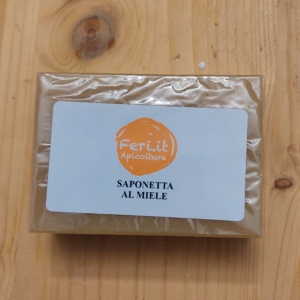 Feri.it
Apicoltura
SAPONETTA
AL MIELE